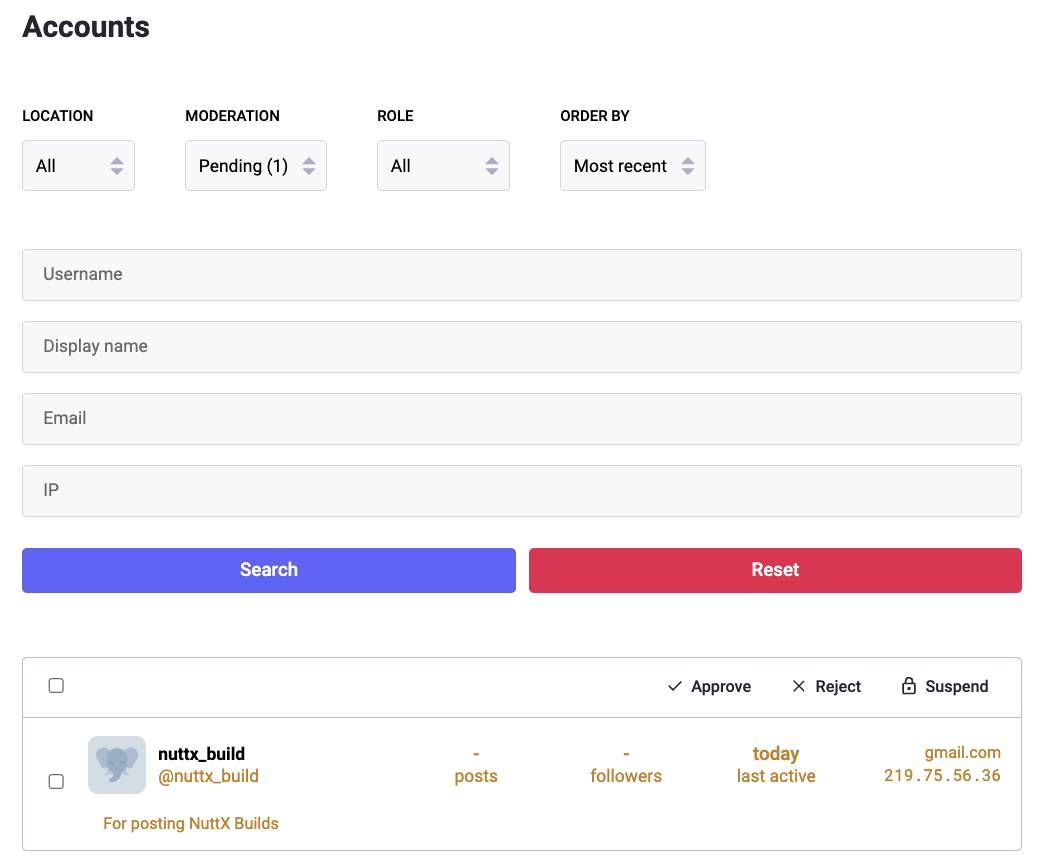 Accounts
LOCATION MODERATION ROLE ORDER BY
All Pending (1) All Most recent
Username
Display name
Email
IP
Search Reset
Approve Reject Suspend
nuttx_build - - today gmail.com
@nuttx_build posts followers last active 219.75.56.36
For posting NuttX Builds